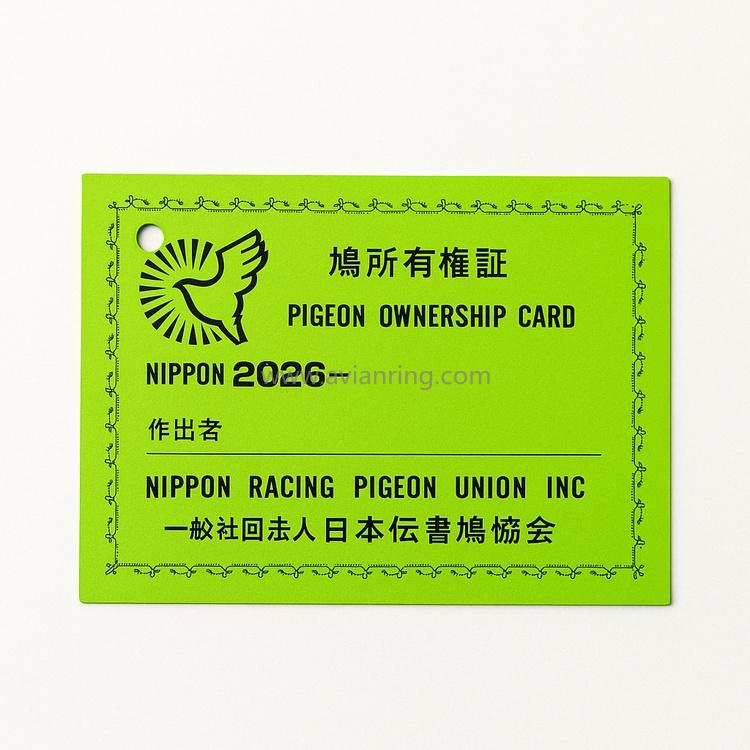 鳩所有権証
PIGEON OWNERSHIP CARD
NIPPON 2026-
www.avianring.com
作出者
NIPPON RACING PIGEON UNION INC
一般社回法人日本伝書鳩協会